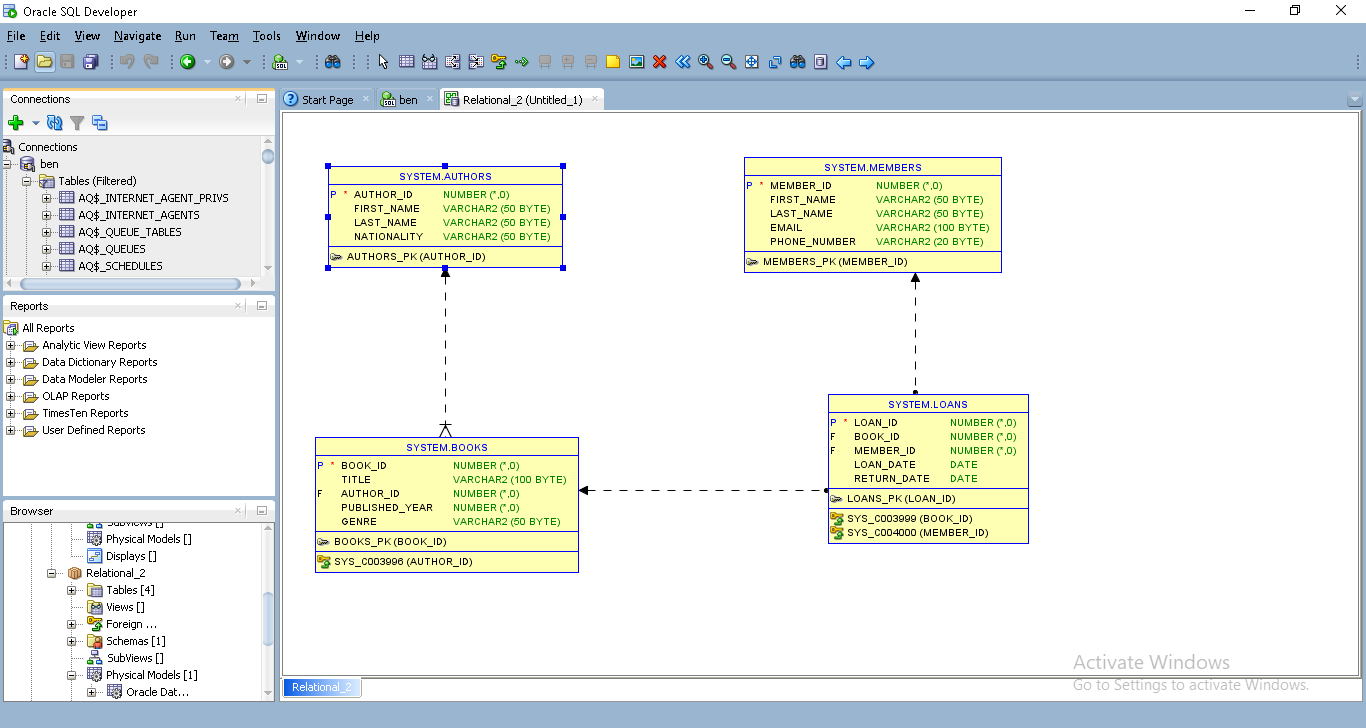 Oracle SQL Developer
File Edit View Navigate Run Team Tools Window Help
Connections
Connections
ben
Tables (Filtered)
AQ$_INTERNET_AGENT_PRIVS
AQ$_INTERNET_AGENTS
AQ$_QUEUE_TABLES
AQ$_QUEUES
AQ$_SCHEDULES
Reports
All Reports
Analytic View Reports
Data Dictionary Reports
Data Modeler Reports
OLAP Reports
TimesTen Reports
User Defined Reports
Browser
SubViews []
Physical Models []
Displays []
Relational_2
Tables [4]
Views []
Foreign ...
Schemas [1]
SubViews []
Physical Models [1]
Oracle Dat...
Start Page ben Relational_2 (Untitled_1)
SYSTEM.AUTHORS
P * AUTHOR_ID NUMBER (*,0)
FIRST_NAME VARCHAR2 (50 BYTE)
LAST_NAME VARCHAR2 (50 BYTE)
NATIONALITY VARCHAR2 (50 BYTE)
AUTHORS_PK (AUTHOR_ID)
SYSTEM.MEMBERS
P * MEMBER_ID NUMBER (*,0)
FIRST_NAME VARCHAR2 (50 BYTE)
LAST_NAME VARCHAR2 (50 BYTE)
EMAIL VARCHAR2 (100 BYTE)
PHONE_NUMBER VARCHAR2 (20 BYTE)
MEMBERS_PK (MEMBER_ID)
SYSTEM.BOOKS
P * BOOK_ID NUMBER (*,0)
TITLE VARCHAR2 (100 BYTE)
F AUTHOR_ID NUMBER (*,0)
PUBLISHED_YEAR NUMBER (*,0)
GENRE VARCHAR2 (50 BYTE)
BOOKS_PK (BOOK_ID)
SYS_C003996 (AUTHOR_ID)
SYSTEM.LOANS
P * LOAN_ID NUMBER (*,0)
F BOOK_ID NUMBER (*,0)
F MEMBER_ID NUMBER (*,0)
LOAN_DATE DATE
RETURN_DATE DATE
LOANS_PK (LOAN_ID)
SYS_C003999 (BOOK_ID)
SYS_C004000 (MEMBER_ID)
Relational_2
Activate Windows
Go to Settings to activate Windows.